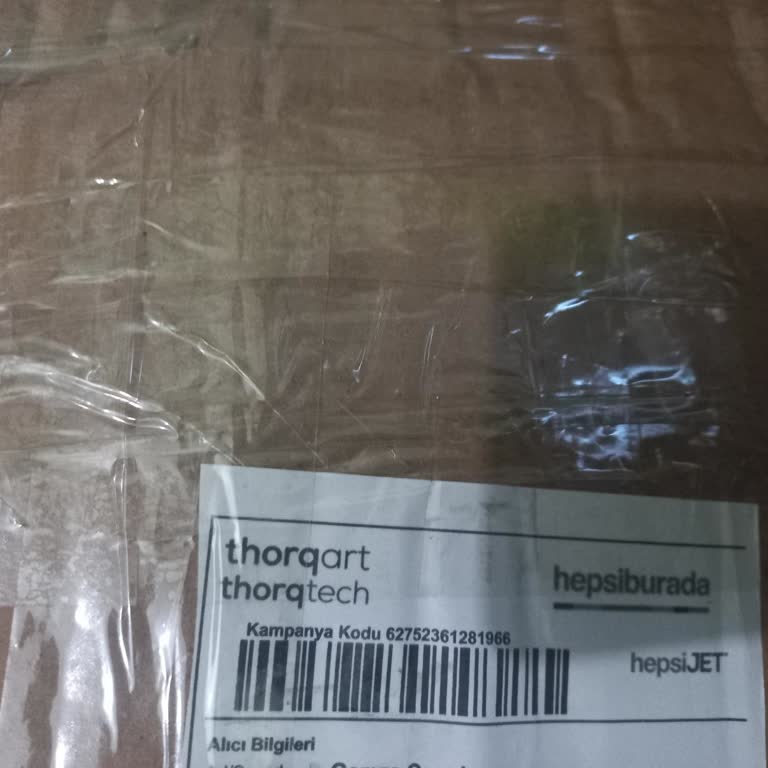 thorqart
thorqtech
hepsiburada
Kampanya Kodu 62752361281966
hepsiJET
Alıcı Bilgileri